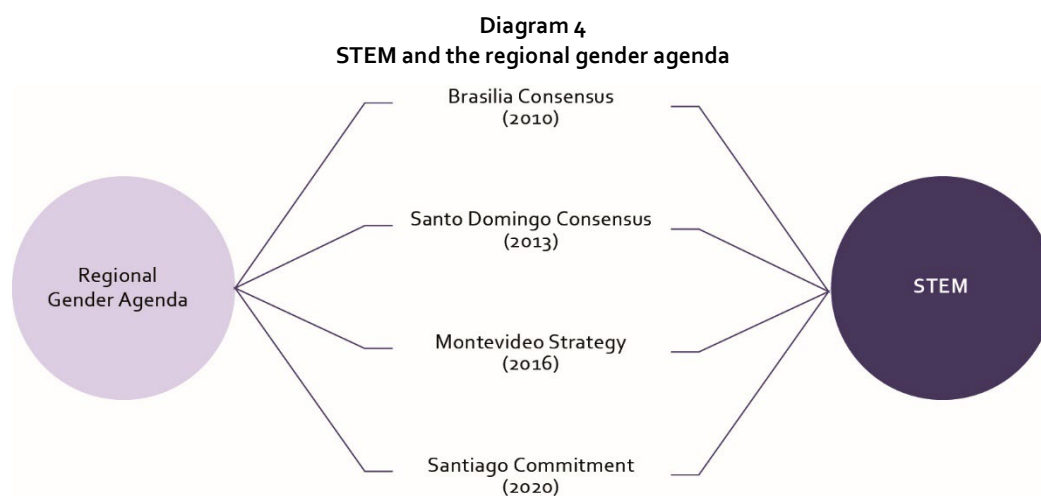 Diagram 4
STEM and the regional gender agenda
Brasilia Consensus
(2010)
Santo Domingo Consensus
(2013)
Regional
Gender Agenda
STEM
Montevideo Strategy
(2016)
Santiago Commitment
(2020)